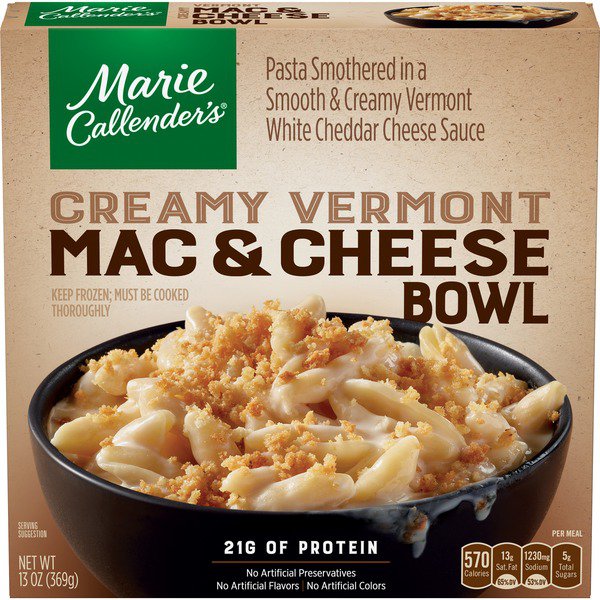 Marie
Callender's®
VERMONT
MAC & CHEESE
BOWL
Marie
Callender's®
Pasta Smothered in a
Smooth & Creamy Vermont
White Cheddar Cheese Sauce
CREAMY VERMONT
MAC & CHEESE
BOWL
KEEP FROZEN; MUST BE COOKED
THOROUGHLY
SERVING
SUGGESTION
NET WT
13 OZ (369g)
21G OF PROTEIN
No Artificial Preservatives
No Artificial Flavors | No Artificial Colors
PER MEAL
570
Calories
13g
Sat. Fat
65% DV
1230mg
Sodium
53% DV
5g
Total
Sugars